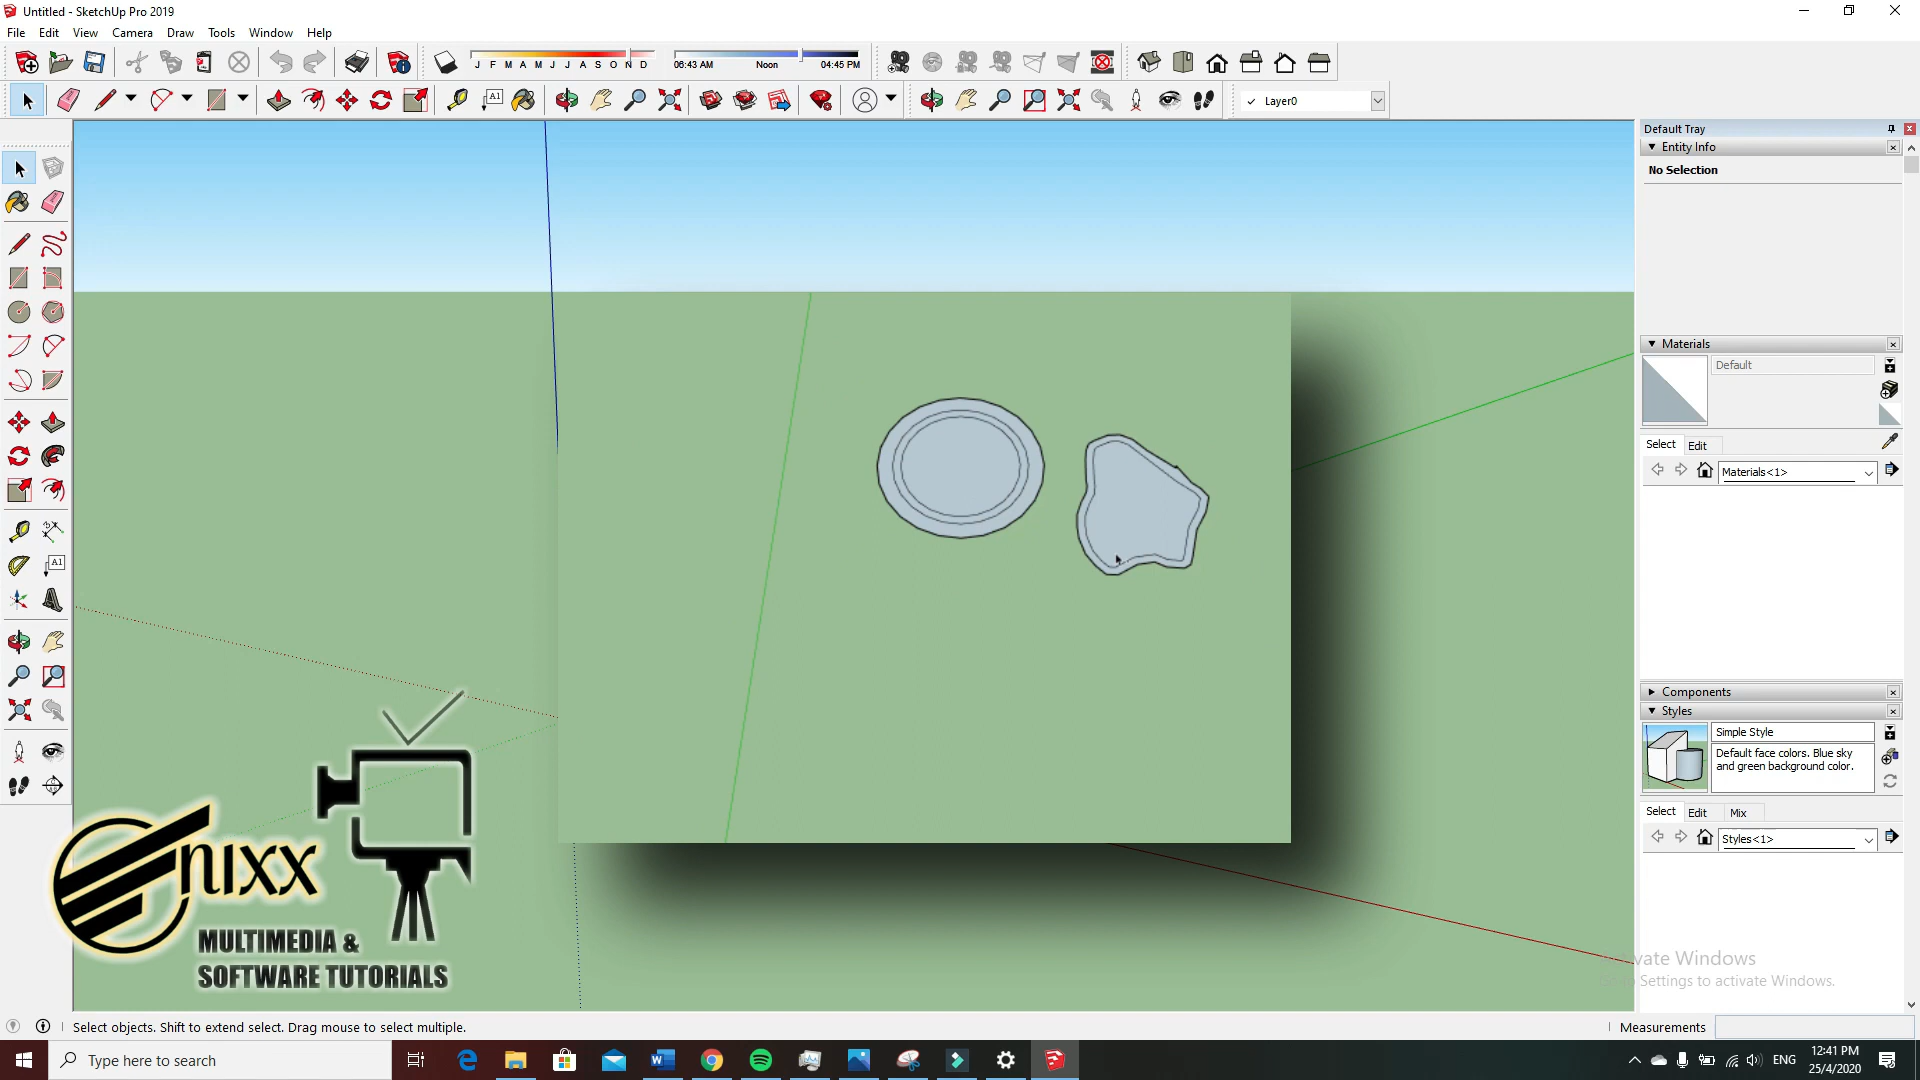 Untitled - SketchUp Pro 2019
File Edit View Camera Draw Tools Window Help
J F M A M J J A S O N D
06:43 AM Noon 04:45 PM
A1
Layer0
Default Tray
Entity Info
No Selection
Materials
Default
Select Edit
Materials<1>
A1
Components
Styles
Simple Style
Default face colors. Blue sky
and green background color.
Select Edit Mix
Styles<1>
nixx
MULTIMEDIA &
SOFTWARE TUTORIALS
vate Windows
Settings to activate Windows.
Select objects. Shift to extend select. Drag mouse to select multiple.
Measurements
Type here to search
ENG
12:41 PM
25/4/2020